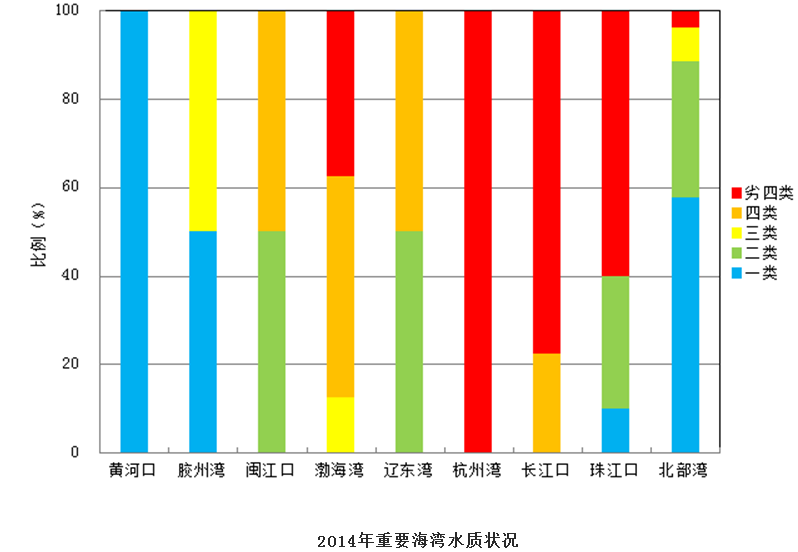 100
80
60
40
20
0
比例（%）
黄河口 胶州湾 闽江口 渤海湾 辽东湾 杭州湾 长江口 珠江口 北部湾
劣四类
四类
三类
二类
一类
2014年重要海湾水质状况